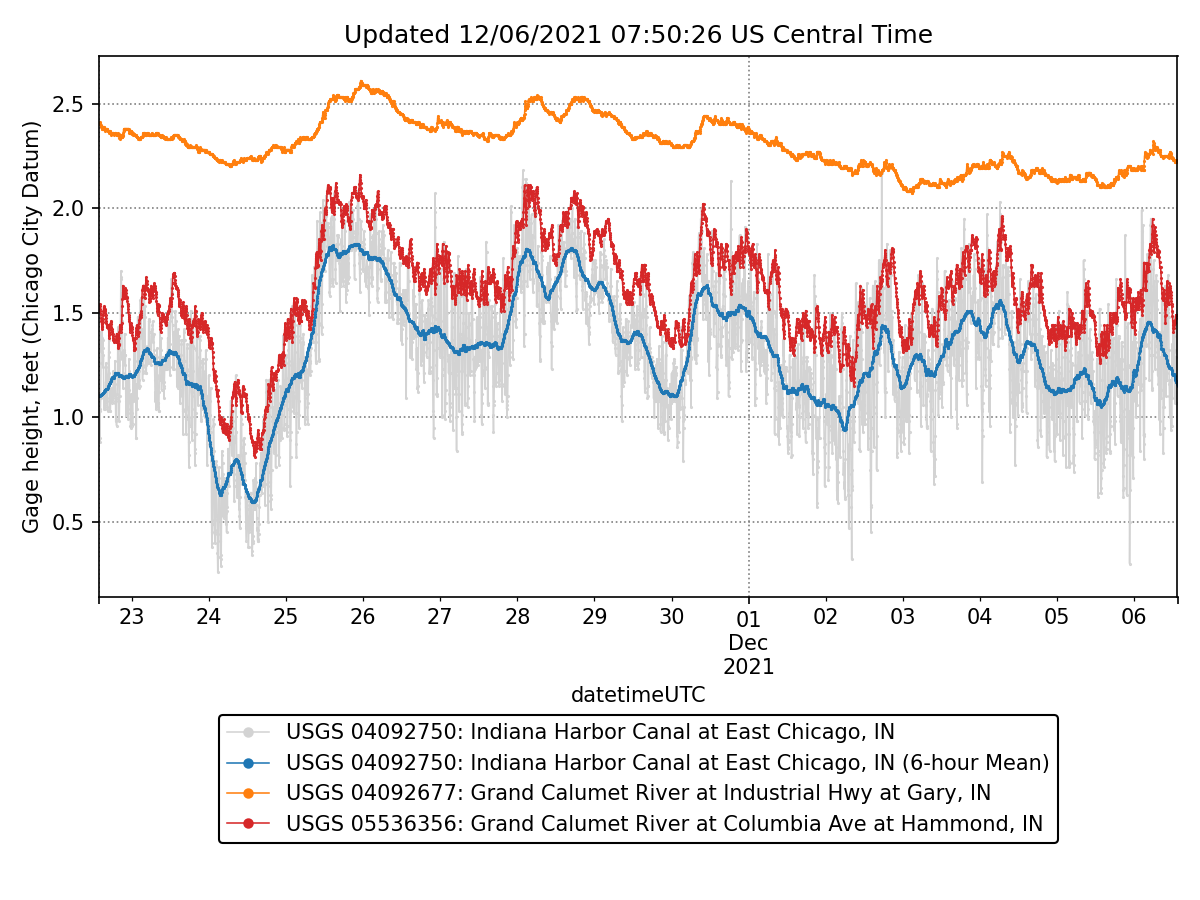 Updated 12/06/2021 07:50:26 US Central Time
Gage height, feet (Chicago City Datum)
2.5
2.0
1.5
1.0
0.5
23 24 25 26 27 28 29 30 01 02 03 04 05 06
Dec
2021
datetimeUTC
USGS 04092750: Indiana Harbor Canal at East Chicago, IN
USGS 04092750: Indiana Harbor Canal at East Chicago, IN (6-hour Mean)
USGS 04092677: Grand Calumet River at Industrial Hwy at Gary, IN
USGS 05536356: Grand Calumet River at Columbia Ave at Hammond, IN